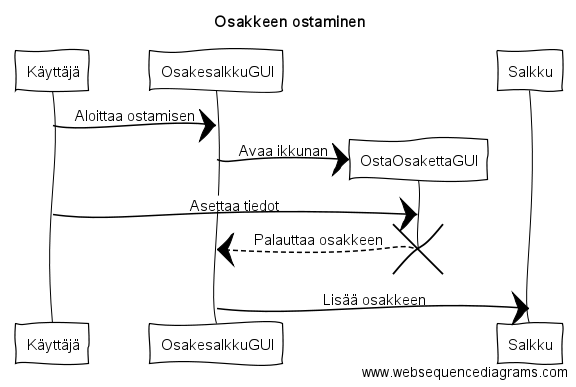 Osakkeen ostaminen
Käyttäjä
OsakesalkkuGUI
Salkku
Aloittaa ostamisen
Avaa ikkunan
OstaOsakettaGUI
Asettaa tiedot
Palauttaa osakkeen
Lisää osakkeen
Käyttäjä
OsakesalkkuGUI
Salkku
www.websequencediagrams.com